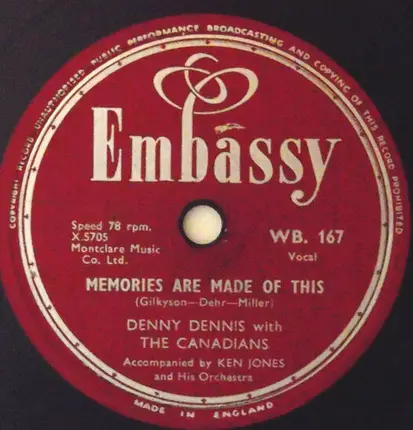 COPYRIGHT RECORD UNAUTHORISED PUBLIC PERFORMANCE BROADCASTING AND COPYING OF THIS RECORD PROHIBITED
Embassy
Speed 78 rpm.
X.5705
Montclare Music
Co. Ltd.
WB. 167
Vocal
MEMORIES ARE MADE OF THIS
(Gilkyson—Dehr—Miller)
DENNY DENNIS with
THE CANADIANS
Accompanied by KEN JONES
and His Orchestra
MADE IN ENGLAND